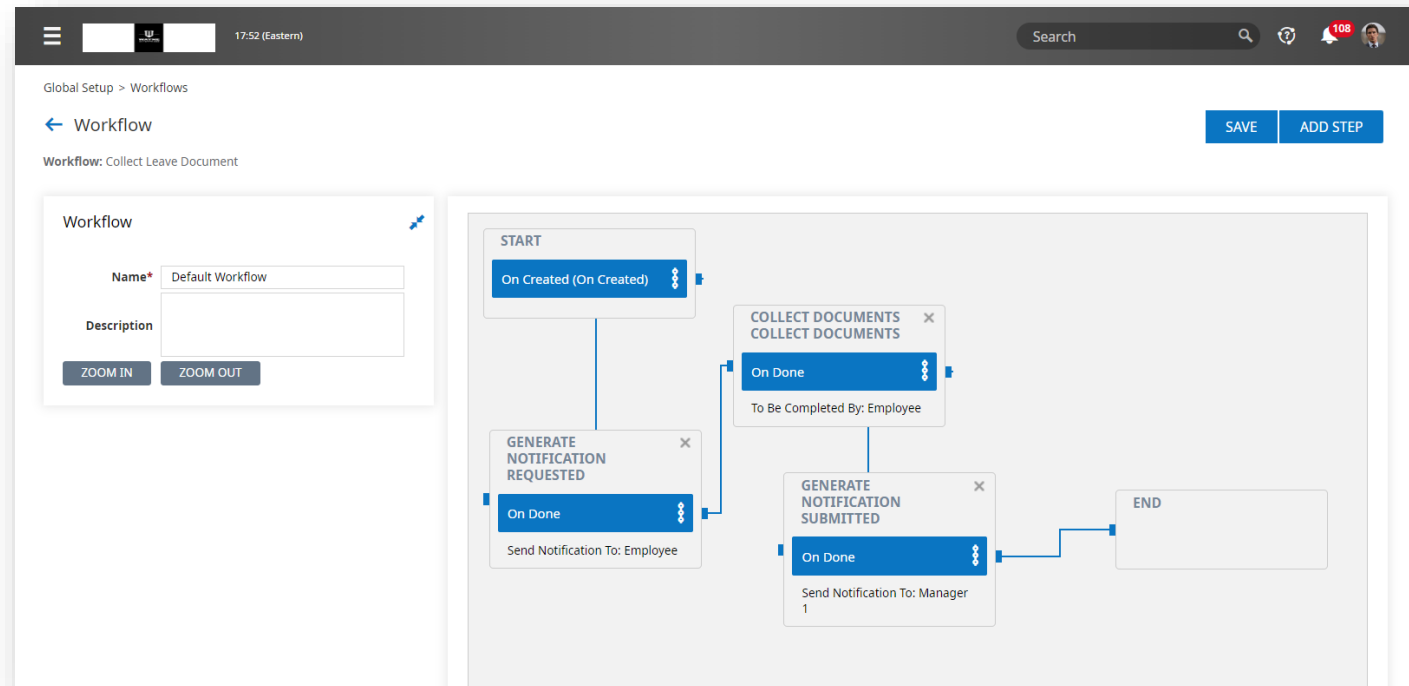 17:52 (Eastern)
Search
108
Global Setup > Workflows
Workflow
SAVE
ADD STEP
Workflow: Collect Leave Document
Workflow
Name*
Default Workflow
Description
ZOOM IN
ZOOM OUT
START
On Created (On Created)
COLLECT DOCUMENTS
COLLECT DOCUMENTS
On Done
To Be Completed By: Employee
GENERATE
NOTIFICATION
REQUESTED
On Done
Send Notification To: Employee
GENERATE
NOTIFICATION
SUBMITTED
On Done
Send Notification To: Manager
1
END